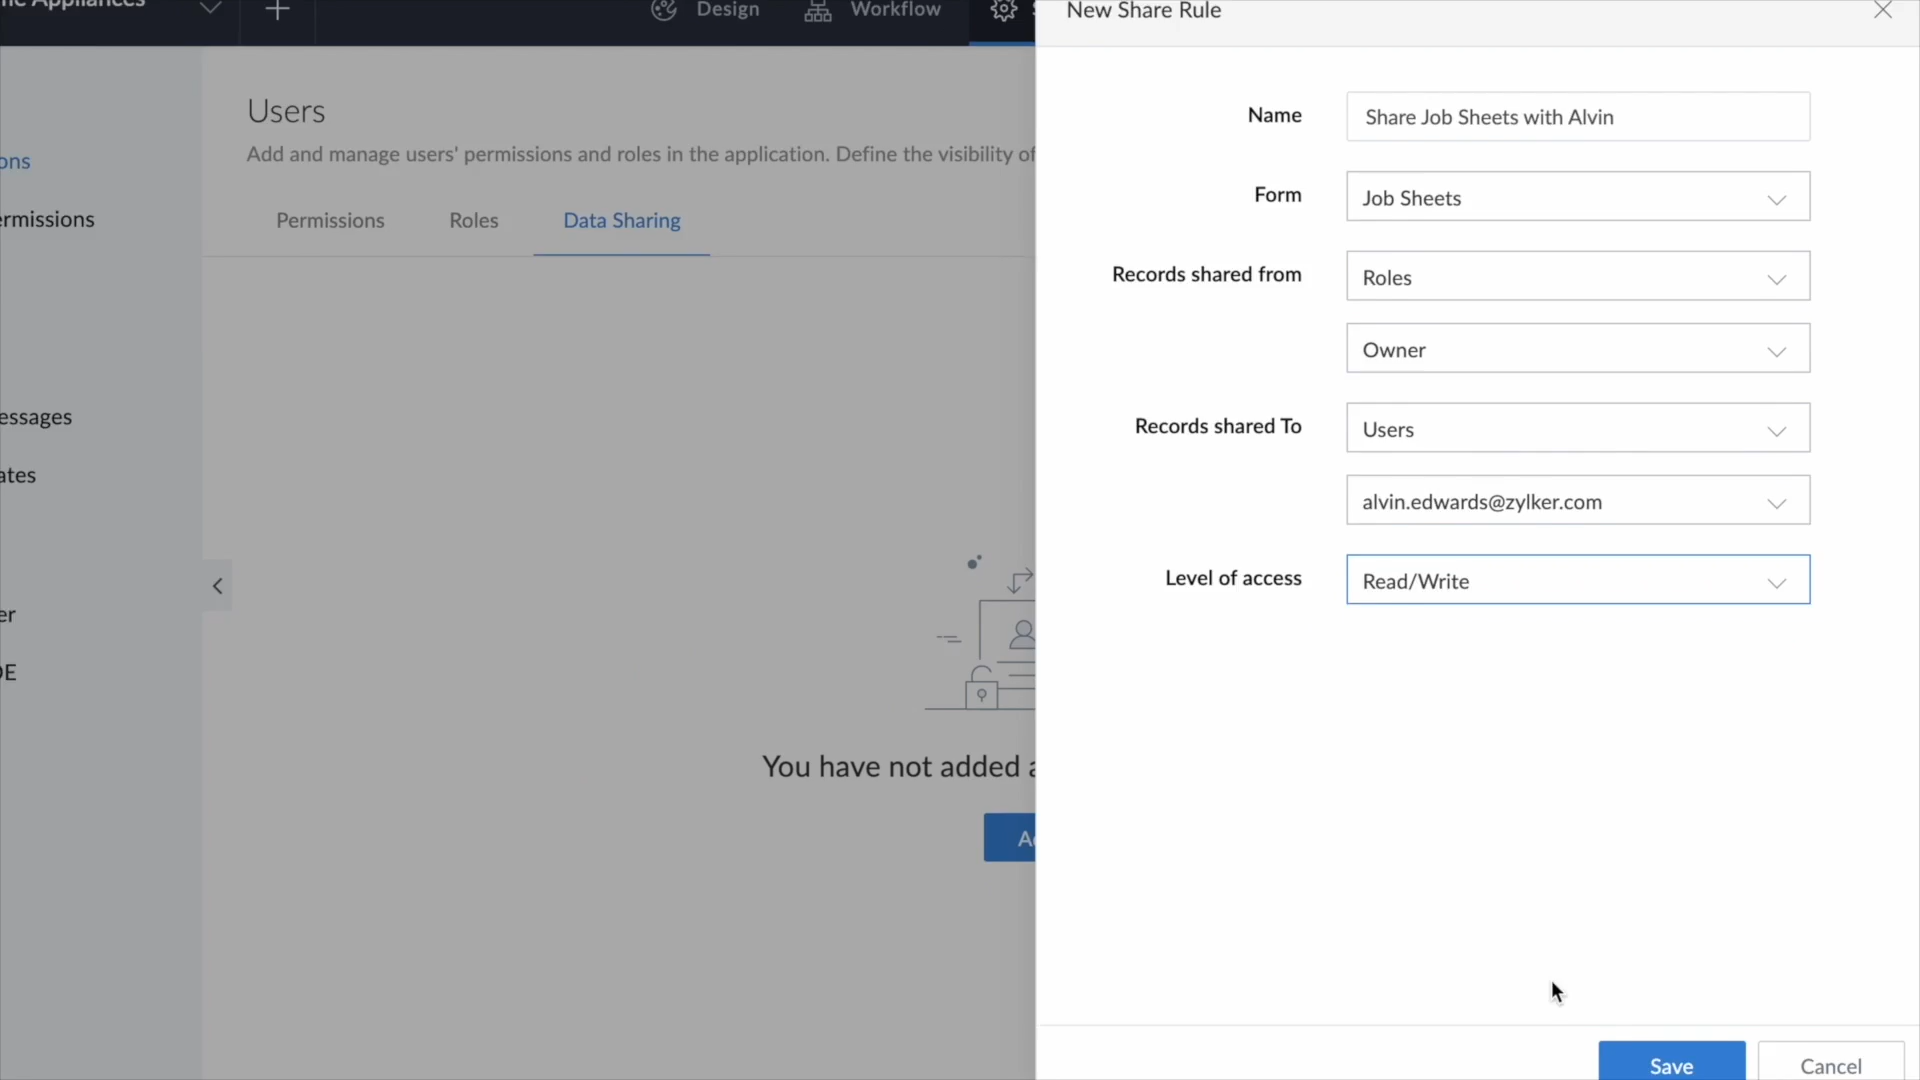 Appliances
Design
Workflow
New Share Rule
Users
Add and manage users' permissions and roles in the application. Define the visibility of
Permissions
Roles
Data Sharing
ons
ermissions
essages
ates
er
DE
You have not added a
Name
Share Job Sheets with Alvin
Form
Job Sheets
Records shared from
Roles
Owner
Records shared To
Users
alvin.edwards@zylker.com
Level of access
Read/Write
Save
Cancel